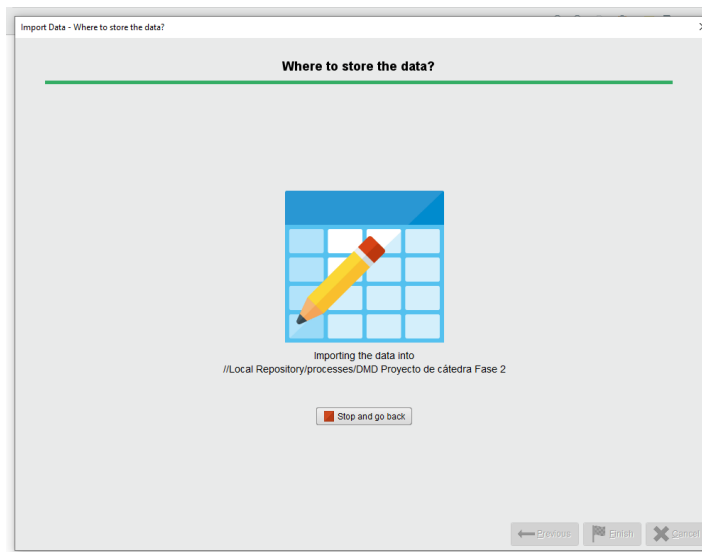 Import Data - Where to store the data?
Where to store the data?
Importing the data into
//Local Repository/processes/DMD Proyecto de cátedra Fase 2
Stop and go back
Previous
Finish
Cancel